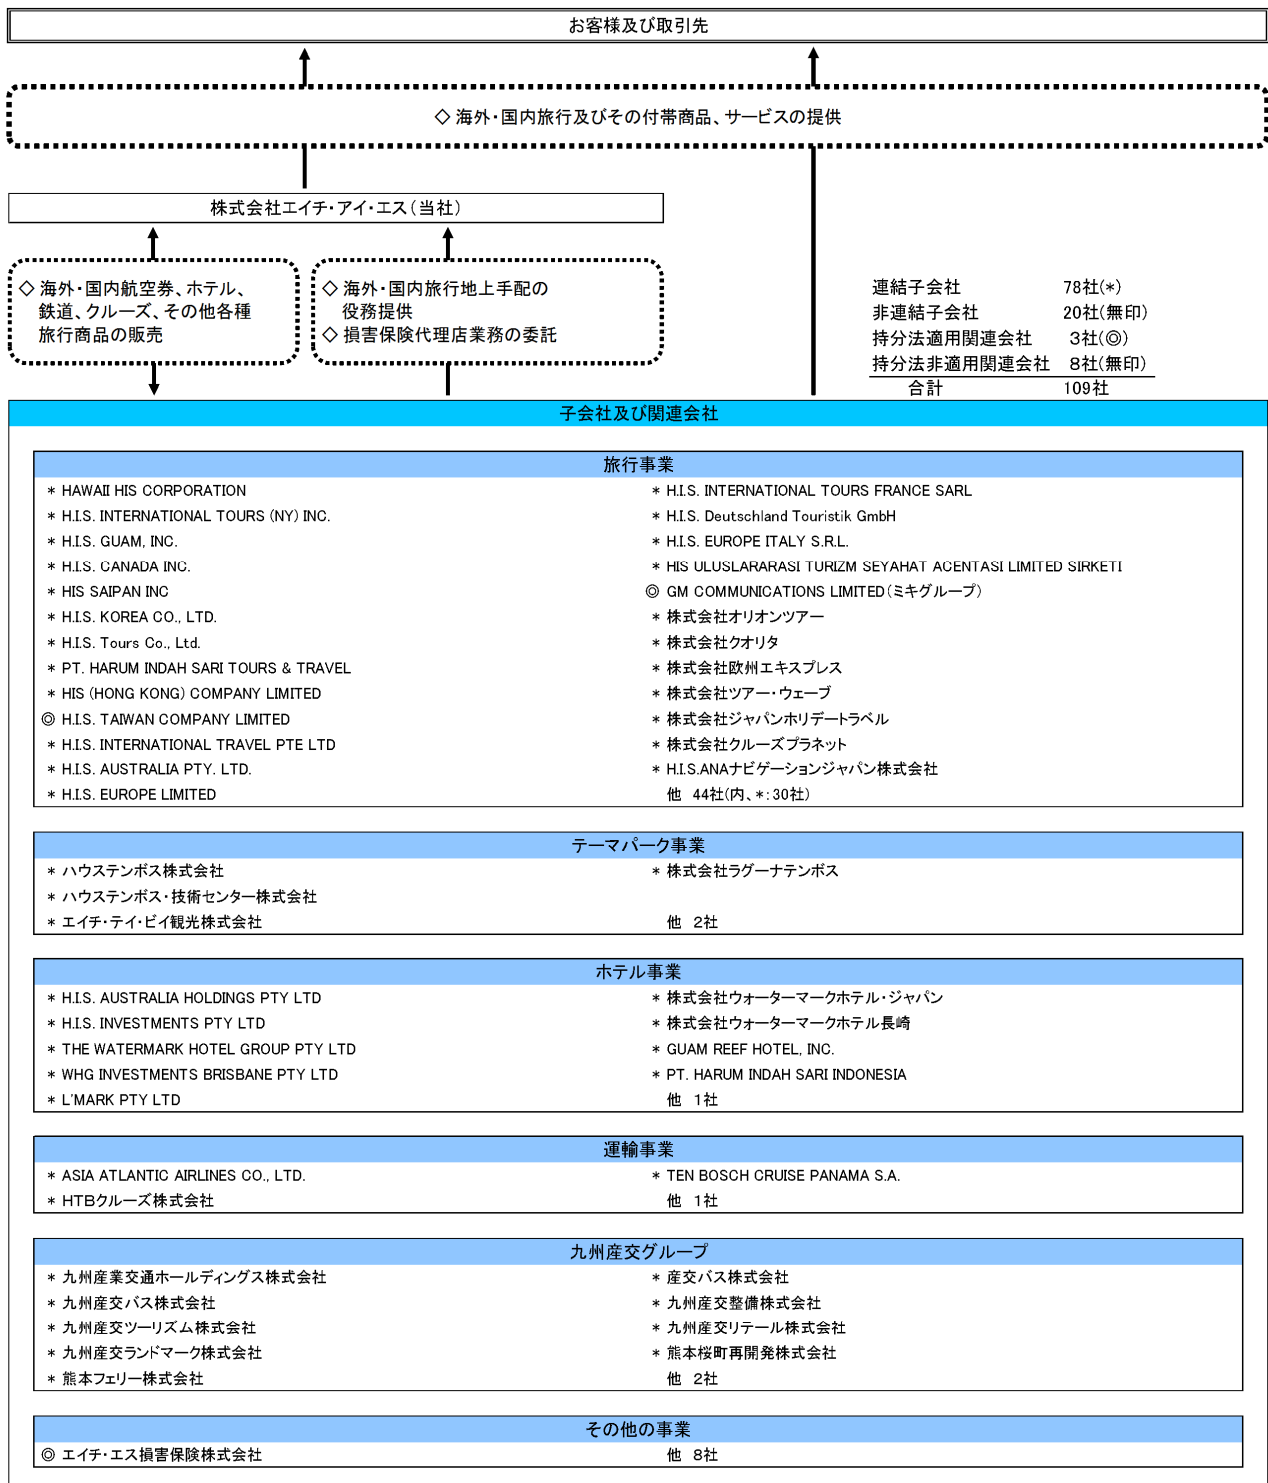 お客様及び取引先
◇ 海外・国内旅行及びその付帯商品、サービスの提供
株式会社エイチ・アイ・エス(当社)
◇ 海外・国内航空券、ホテル、
鉄道、クルーズ、その他各種
旅行商品の販売
◇ 海外・国内旅行地上手配の
役務提供
◇ 損害保険代理店業務の委託
連結子会社 78社(*)
非連結子会社 20社(無印)
持分法適用関連会社 3社(◎)
持分法非適用関連会社 8社(無印)
合計 109社
子会社及び関連会社
旅行事業
* HAWAII HIS CORPORATION
* H.I.S. INTERNATIONAL TOURS (NY) INC.
* H.I.S. GUAM, INC.
* H.I.S. CANADA INC.
* HIS SAIPAN INC
* H.I.S. KOREA CO., LTD.
* H.I.S. Tours Co., Ltd.
* PT. HARUM INDAH SARI TOURS & TRAVEL
* HIS (HONG KONG) COMPANY LIMITED
◎ H.I.S. TAIWAN COMPANY LIMITED
* H.I.S. INTERNATIONAL TRAVEL PTE LTD
* H.I.S. AUSTRALIA PTY. LTD.
* H.I.S. EUROPE LIMITED
* H.I.S. INTERNATIONAL TOURS FRANCE SARL
* H.I.S. Deutschland Touristik GmbH
* H.I.S. EUROPE ITALY S.R.L.
* HIS ULUSLARARASI TURIZM SEYAHAT ACENTASI LIMITED SIRKETI
◎ GM COMMUNICATIONS LIMITED(ミキグループ)
* 株式会社オリオンツアー
* 株式会社クオリタ
* 株式会社欧州エキスプレス
* 株式会社ツアー・ウェーブ
* 株式会社ジャパンホリデートラベル
* 株式会社クルーズプラネット
* H.I.S.ANAナビゲーションジャパン株式会社
他 44社(内、*:30社)
テーマパーク事業
* ハウステンボス株式会社
* ハウステンボス・技術センター株式会社
* エイチ・テイ・ビイ観光株式会社
* 株式会社ラグーナテンボス
他 2社
ホテル事業
* H.I.S. AUSTRALIA HOLDINGS PTY LTD
* H.I.S. INVESTMENTS PTY LTD
* THE WATERMARK HOTEL GROUP PTY LTD
* WHG INVESTMENTS BRISBANE PTY LTD
* L'MARK PTY LTD
* 株式会社ウォーターマークホテル・ジャパン
* 株式会社ウォーターマークホテル長崎
* GUAM REEF HOTEL, INC.
* PT. HARUM INDAH SARI INDONESIA
他 1社
運輸事業
* ASIA ATLANTIC AIRLINES CO., LTD.
* HTBクルーズ株式会社
* TEN BOSCH CRUISE PANAMA S.A.
他 1社
九州産交グループ
* 九州産業交通ホールディングス株式会社
* 九州産交バス株式会社
* 九州産交ツーリズム株式会社
* 九州産交ランドマーク株式会社
* 熊本フェリー株式会社
* 産交バス株式会社
* 九州産交整備株式会社
* 九州産交リテール株式会社
* 熊本桜町再開発株式会社
他 2社
その他の事業
◎ エイチ・エス損害保険株式会社
他 8社